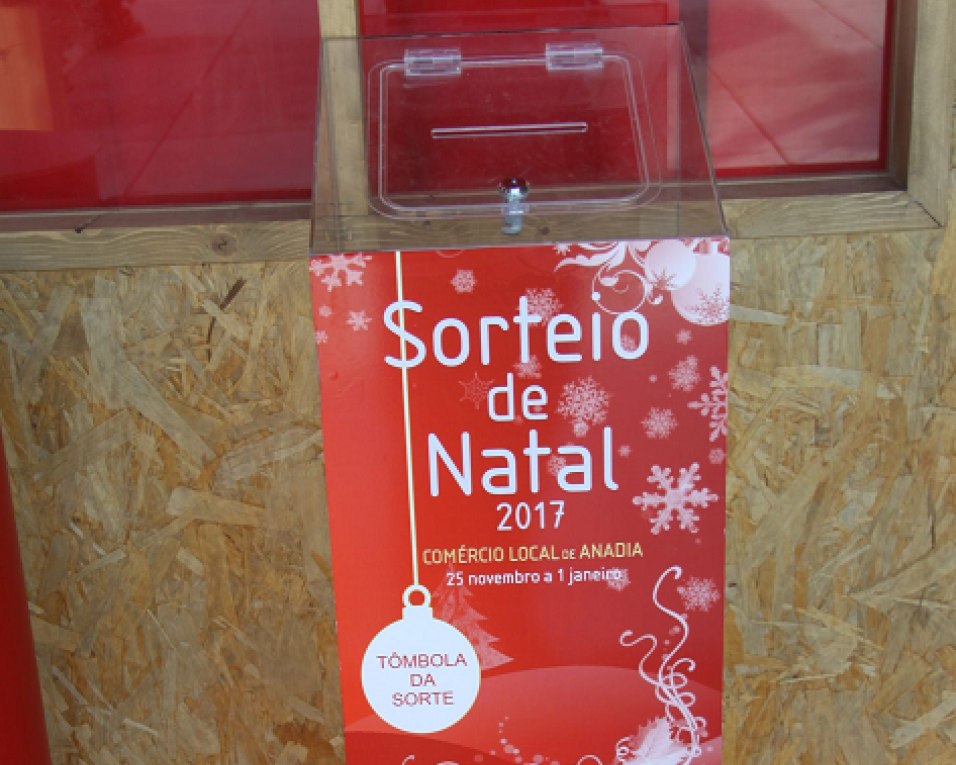 Sorteio
de
Natal
2017
COMÉRCIO LOCAL DE ANADIA
25 novembro a 1 janeiro
TÔMBOLA
DA
SORTE